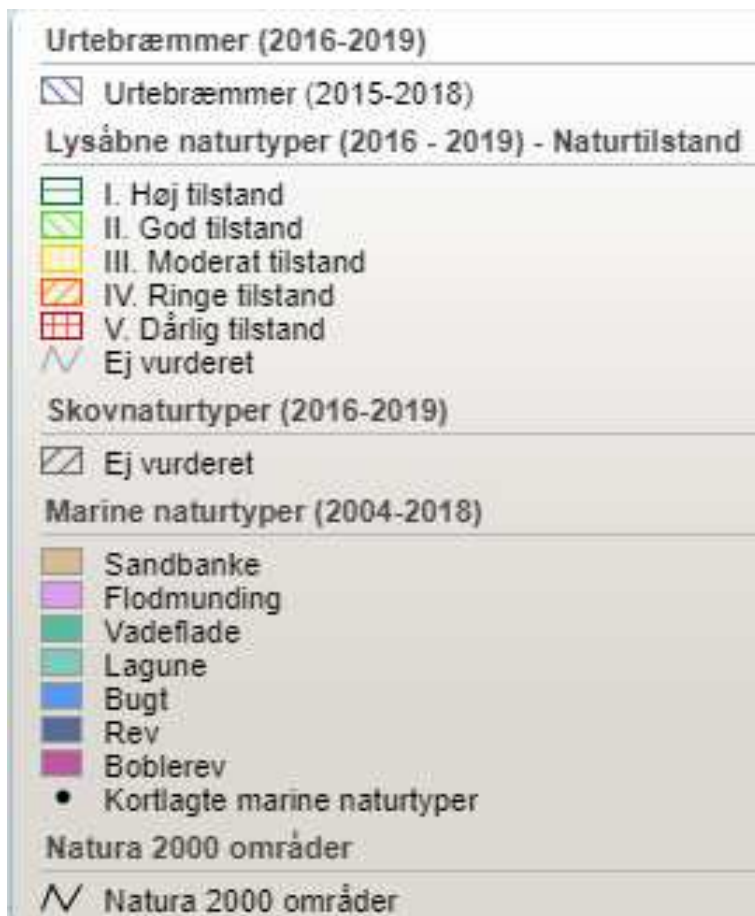 Urtebræmmer (2016-2019)
Urtebræmmer (2015-2018)
Lysåbne naturtyper (2016 - 2019) - Naturtilstand
I. Høj tilstand
II. God tilstand
III. Moderat tilstand
IV. Ringe tilstand
V. Dårlig tilstand
Ej vurderet
Skovnaturtyper (2016-2019)
Ej vurderet
Marine naturtyper (2004-2018)
Sandbanke
Flodmunding
Vadeflade
Lagune
Bugt
Rev
Boblerev
Kortlagte marine naturtyper
Natura 2000 områder
Natura 2000 områder